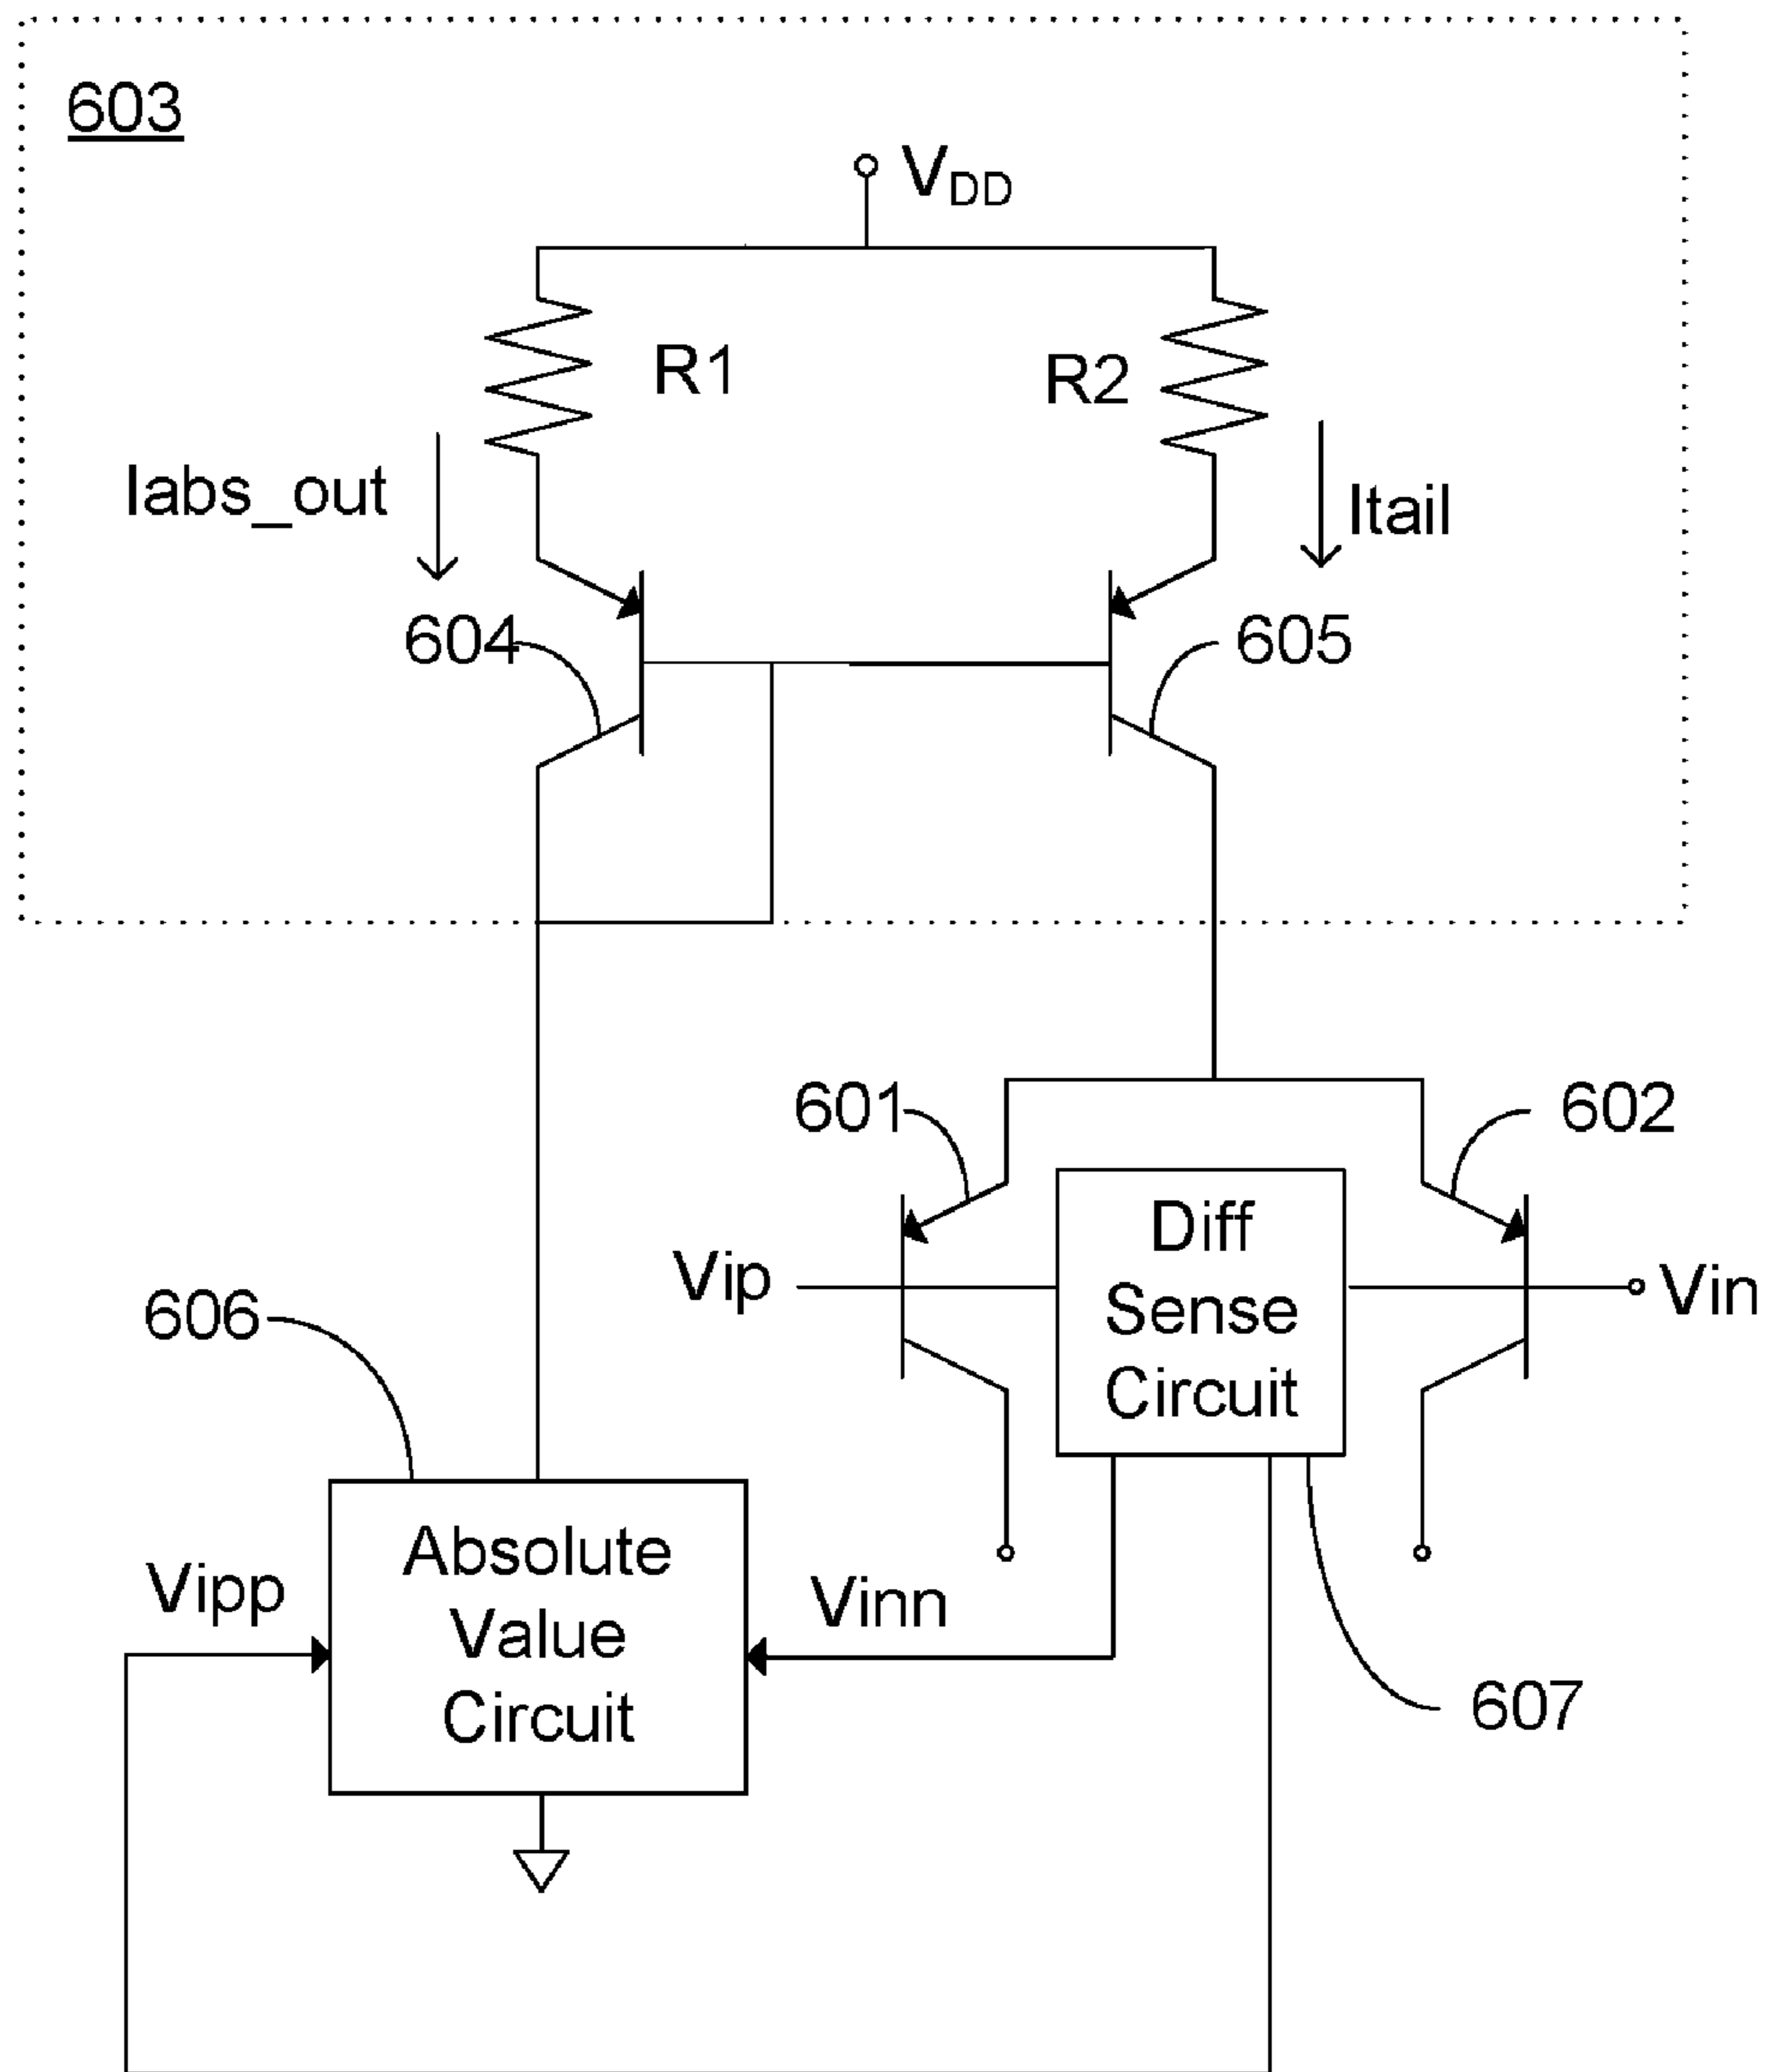 603
VDD
R1
R2
Iabs_out
Itail
604
605
601
602
Diff
Sense
Circuit
Vip
Vin
606
Absolute
Value
Circuit
Vipp
Vinn
607